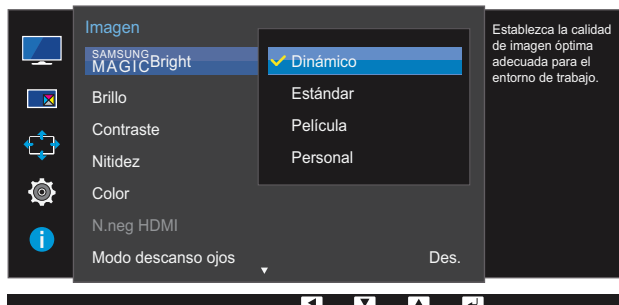 Imagen
SAMSUNG
MAGICBright
Dinámico
Brillo
Estándar
Contraste
Película
Nitidez
Personal
Color
N.neg HDMI
Modo descanso ojos Des.
Establezca la calidad
de imagen óptima
adecuada para el
entorno de trabajo.